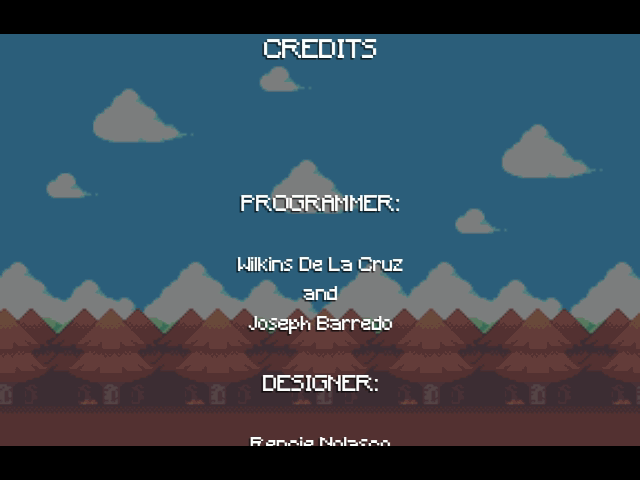 CREDITS
PROGRAMMER:
Wilkins De La Cruz
and
Joseph Barredo
DESIGNER: